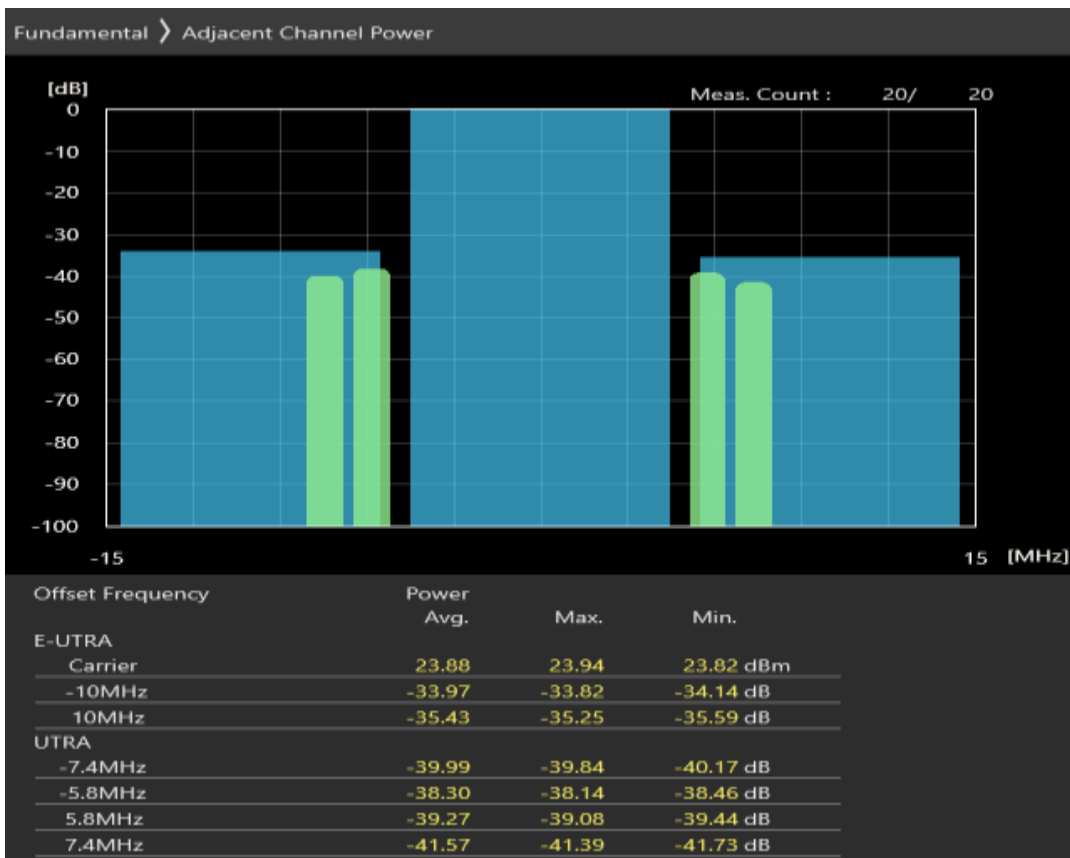 Fundamental 〉 Adjacent Channel Power
[dB]
Meas. Count : 20/ 20
0
-10
-20
-30
-40
-50
-60
-70
-80
-90
-100
-15 15 [MHz]
Offset Frequency Power
Avg. Max. Min.
E-UTRA
Carrier 23.88 23.94 23.82 dBm
-10MHz -33.97 -33.82 -34.14 dB
10MHz -35.43 -35.25 -35.59 dB
UTRA
-7.4MHz -39.99 -39.84 -40.17 dB
-5.8MHz -38.30 -38.14 -38.46 dB
5.8MHz -39.27 -39.08 -39.44 dB
7.4MHz -41.57 -41.39 -41.73 dB